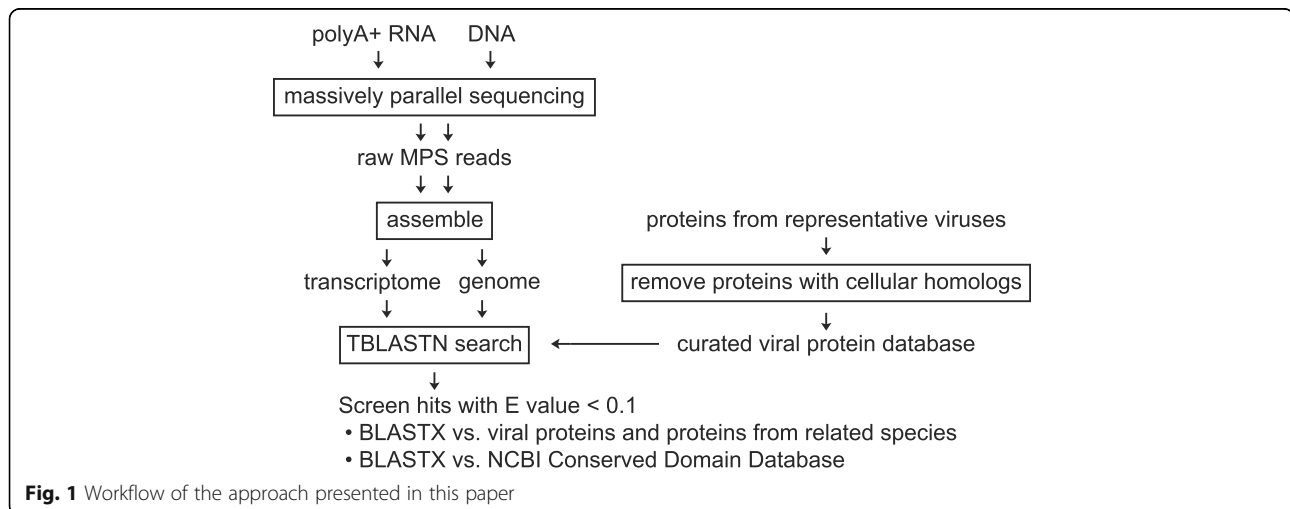 polyA+ RNA DNA
massively parallel sequencing
raw MPS reads
assemble
transcriptome genome
proteins from representative viruses
remove proteins with cellular homologs
curated viral protein database
TBLASTN search
Screen hits with E value < 0.1
• BLASTX vs. viral proteins and proteins from related species
• BLASTX vs. NCBI Conserved Domain Database
Fig. 1 Workflow of the approach presented in this paper